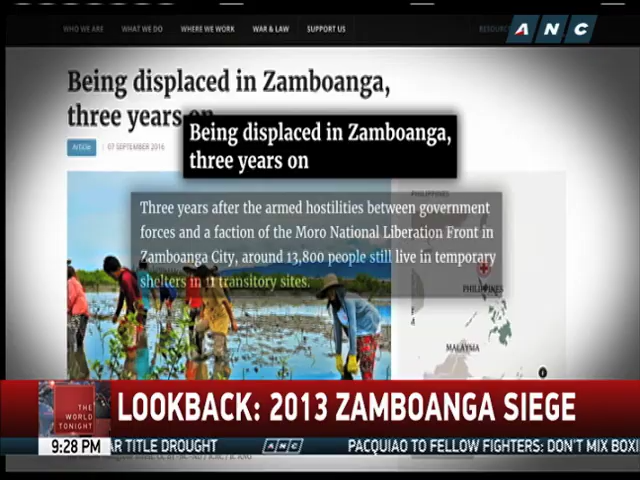 WHO WE ARE WHAT WE DO WHERE WE WORK WAR & LAW SUPPORT US
ANC
Being displaced in Zamboanga,
three years on
Article 07 SEPTEMBER 2016
Being displaced in Zamboanga,
three years on
Three years after the armed hostilities between government
forces and a faction of the Moro National Liberation Front in
Zamboanga City, around 13,800 people still live in temporary
shelters in 11 transitory sites.
PHILIPPINES
PHILIPPINES
MALAYSIA
THE
WORLD
TONIGHT
LOOKBACK: 2013 ZAMBOANGA SIEGE
9:28 PM AR TITLE DROUGHT ANC PACQUIAO TO FELLOW FIGHTERS: DON'T MIX BOXI